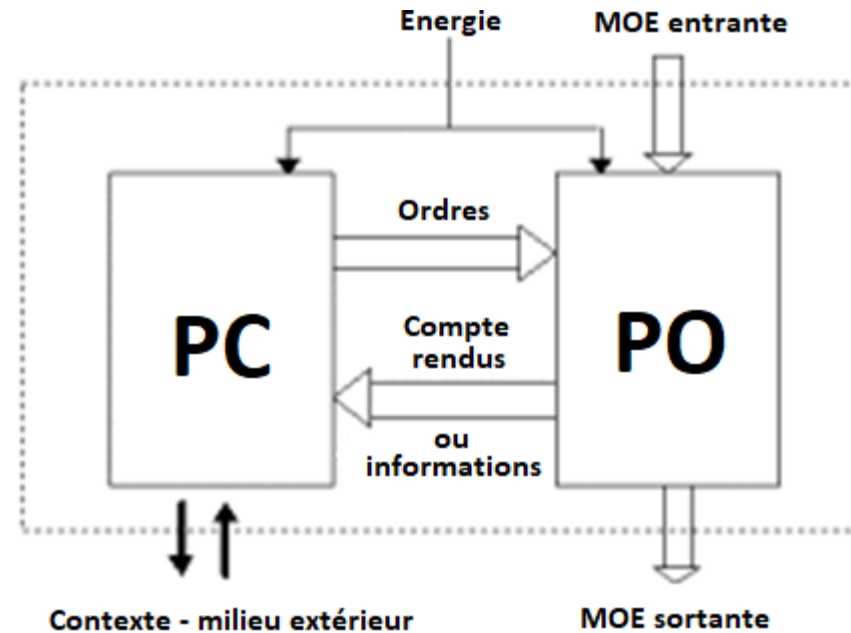 Energie
MOE entrante
Ordres
PC
PO
Compte
rendus
ou
informations
Contexte - milieu extérieur
MOE sortante